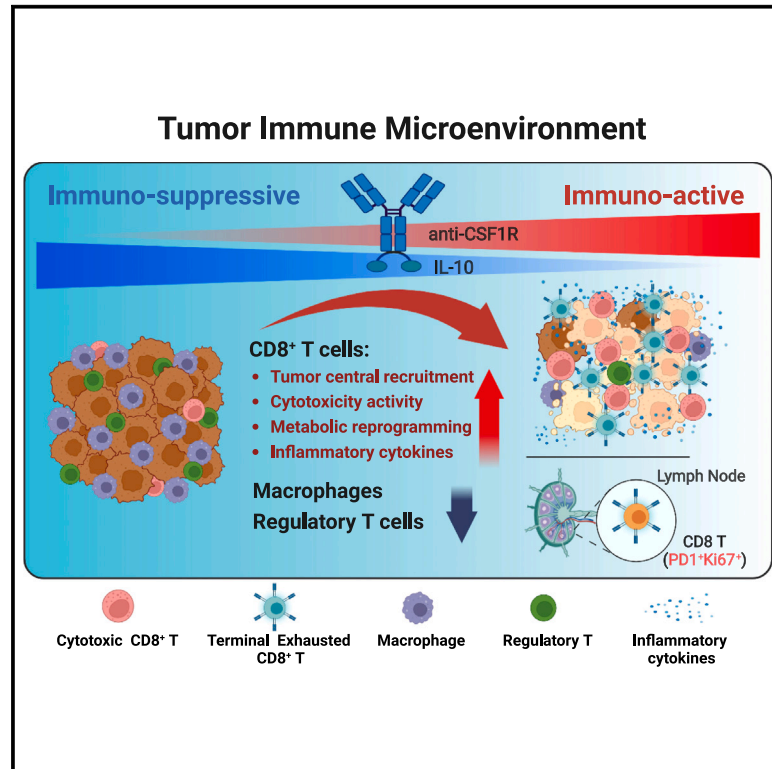 Tumor Immune Microenvironment
Immuno-suppressive
Immuno-active
anti-CSF1R
IL-10
CD8⁺ T cells:
• Tumor central recruitment
• Cytotoxicity activity
• Metabolic reprogramming
• Inflammatory cytokines
Macrophages
Regulatory T cells
Lymph Node
CD8 T
(PD1⁺Ki67⁺)
Cytotoxic CD8⁺ T
Terminal Exhausted
CD8⁺ T
Macrophage
Regulatory T
Inflammatory
cytokines